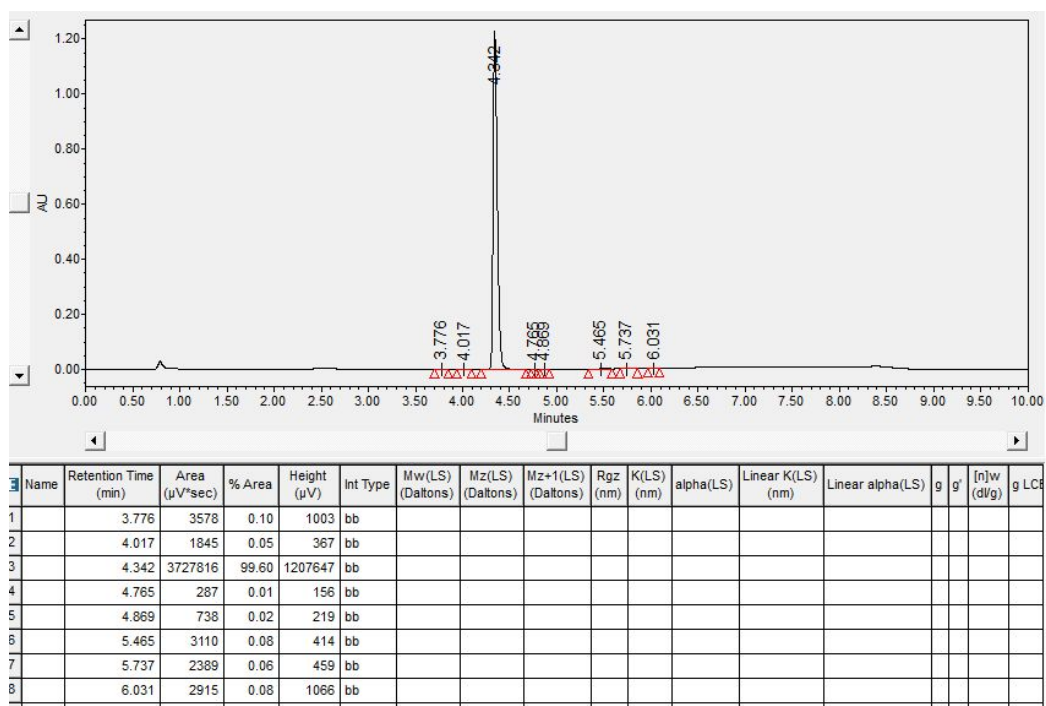 1.20
1.00
0.80
0.60
0.40
0.20
0.00
AU
4.342
3.776
4.017
4.765
4.869
5.465
5.737
6.031
0.00 0.50 1.00 1.50 2.00 2.50 3.00 3.50 4.00 4.50 5.00 5.50 6.00 6.50 7.00 7.50 8.00 8.50 9.00 9.50 10.00
Minutes
Name Retention Time (min) Area (µV*sec) % Area Height (µV) Int Type Mw(LS) (Daltons) Mz(LS) (Daltons) Mz+1(LS) (Daltons) Rgz (nm) K(LS) (nm) alpha(LS) Linear K(LS) (nm) Linear alpha(LS) g g' [n]w (dl/g) g LCB
1 3.776 3578 0.10 1003 bb
2 4.017 1845 0.05 367 bb
3 4.342 3727816 99.60 1207647 bb
4 4.765 287 0.01 156 bb
5 4.869 738 0.02 219 bb
6 5.465 3110 0.08 414 bb
7 5.737 2389 0.06 459 bb
8 6.031 2915 0.08 1066 bb